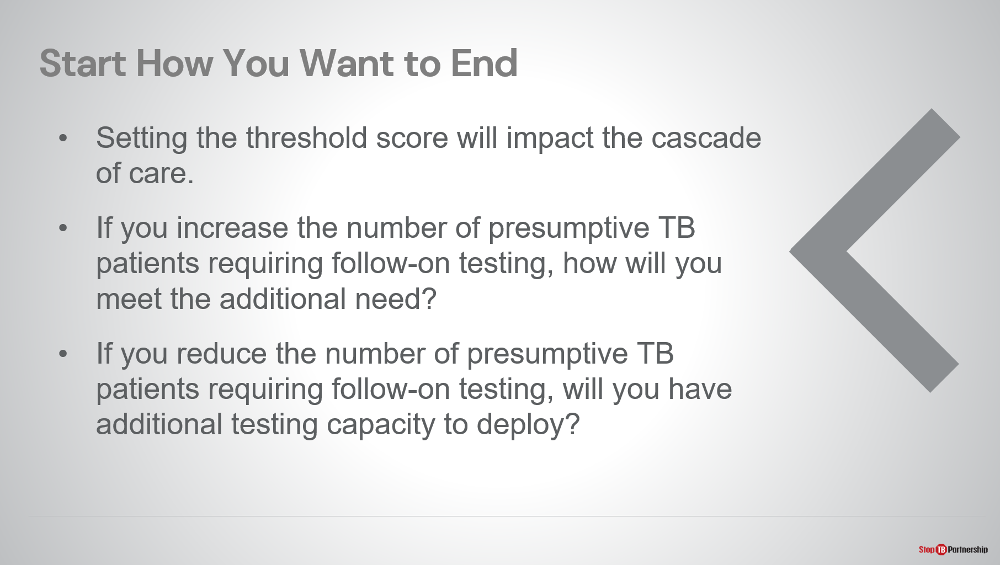 Start How You Want to End
• Setting the threshold score will impact the cascade
of care.
• If you increase the number of presumptive TB
patients requiring follow-on testing, how will you
meet the additional need?
• If you reduce the number of presumptive TB
patients requiring follow-on testing, will you have
additional testing capacity to deploy?
Stop TB Partnership